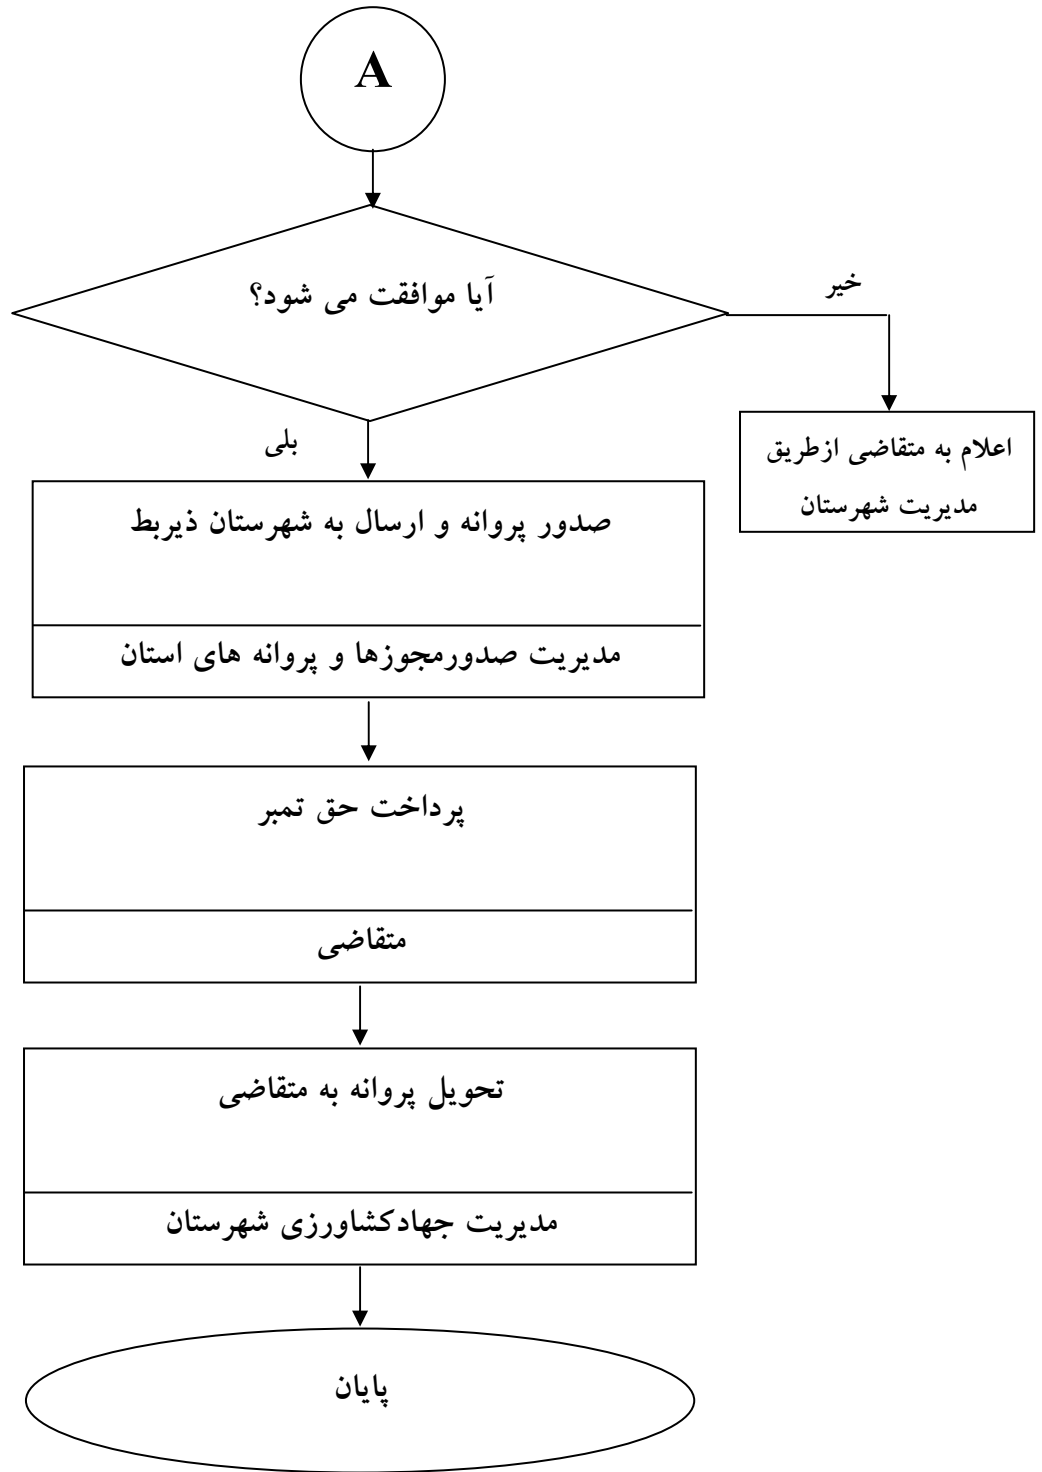 A
آیا موافقت می شود؟
خیر
اعلام به متقاضی ازطریق
مدیریت شهرستان
بلی
صدور پروانه و ارسال به شهرستان ذیربط
مدیریت صدورمجوزها و پروانه های استان
پرداخت حق تمبر
متقاضی
تحویل پروانه به متقاضی
مدیریت جهادکشاورزی شهرستان
پایان